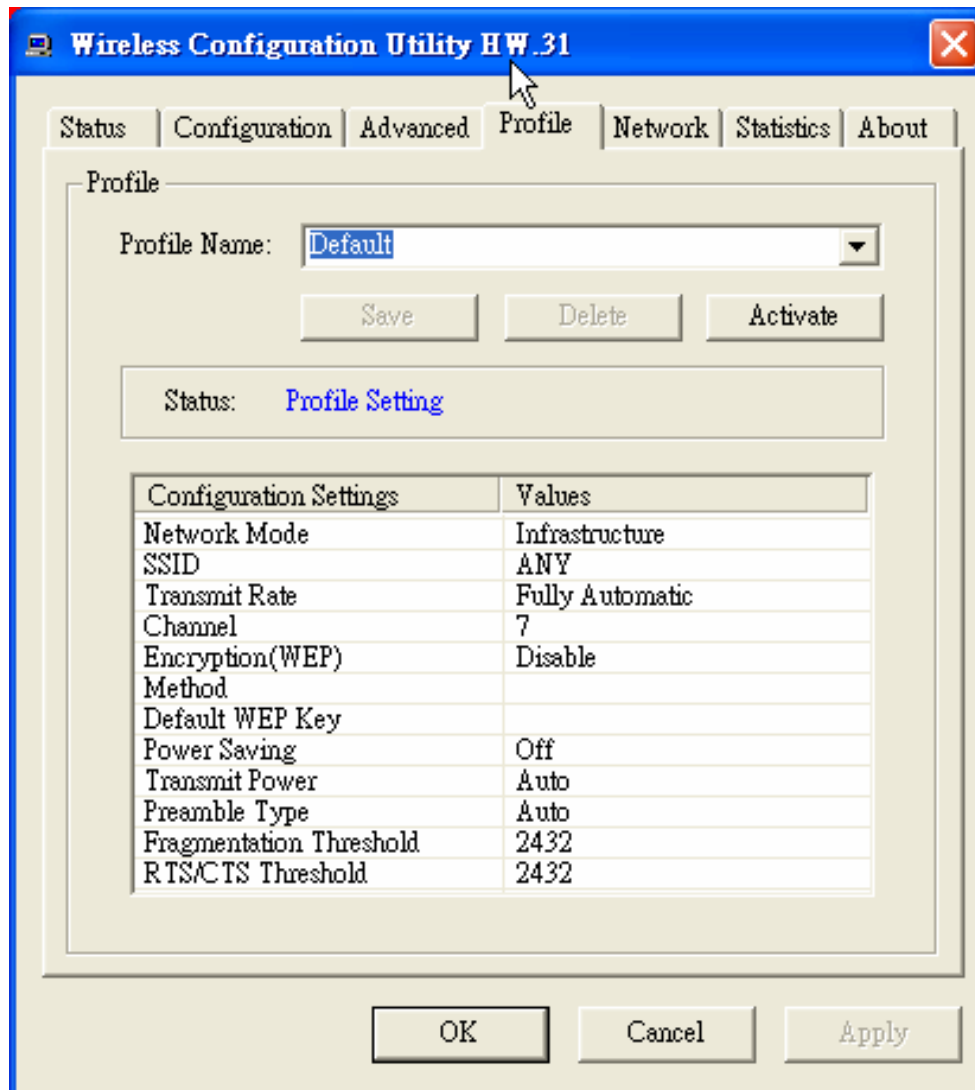 Wireless Configuration Utility HW.31
Status Configuration Advanced Profile Network Statistics About
Profile
Profile Name: Default
Save Delete Activate
Status: Profile Setting
Configuration Settings Values
Network Mode Infrastructure
SSID ANY
Transmit Rate Fully Automatic
Channel 7
Encryption(WEP) Disable
Method
Default WEP Key
Power Saving Off
Transmit Power Auto
Preamble Type Auto
Fragmentation Threshold 2432
RTS/CTS Threshold 2432
OK Cancel Apply